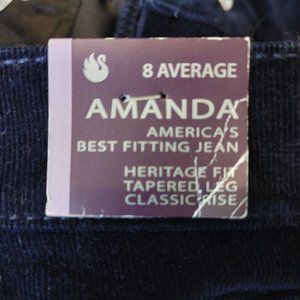 8 AVERAGE
AMANDA
AMERICA'S
BEST FITTING JEAN
HERITAGE FIT
TAPERED LEG
CLASSIC RISE